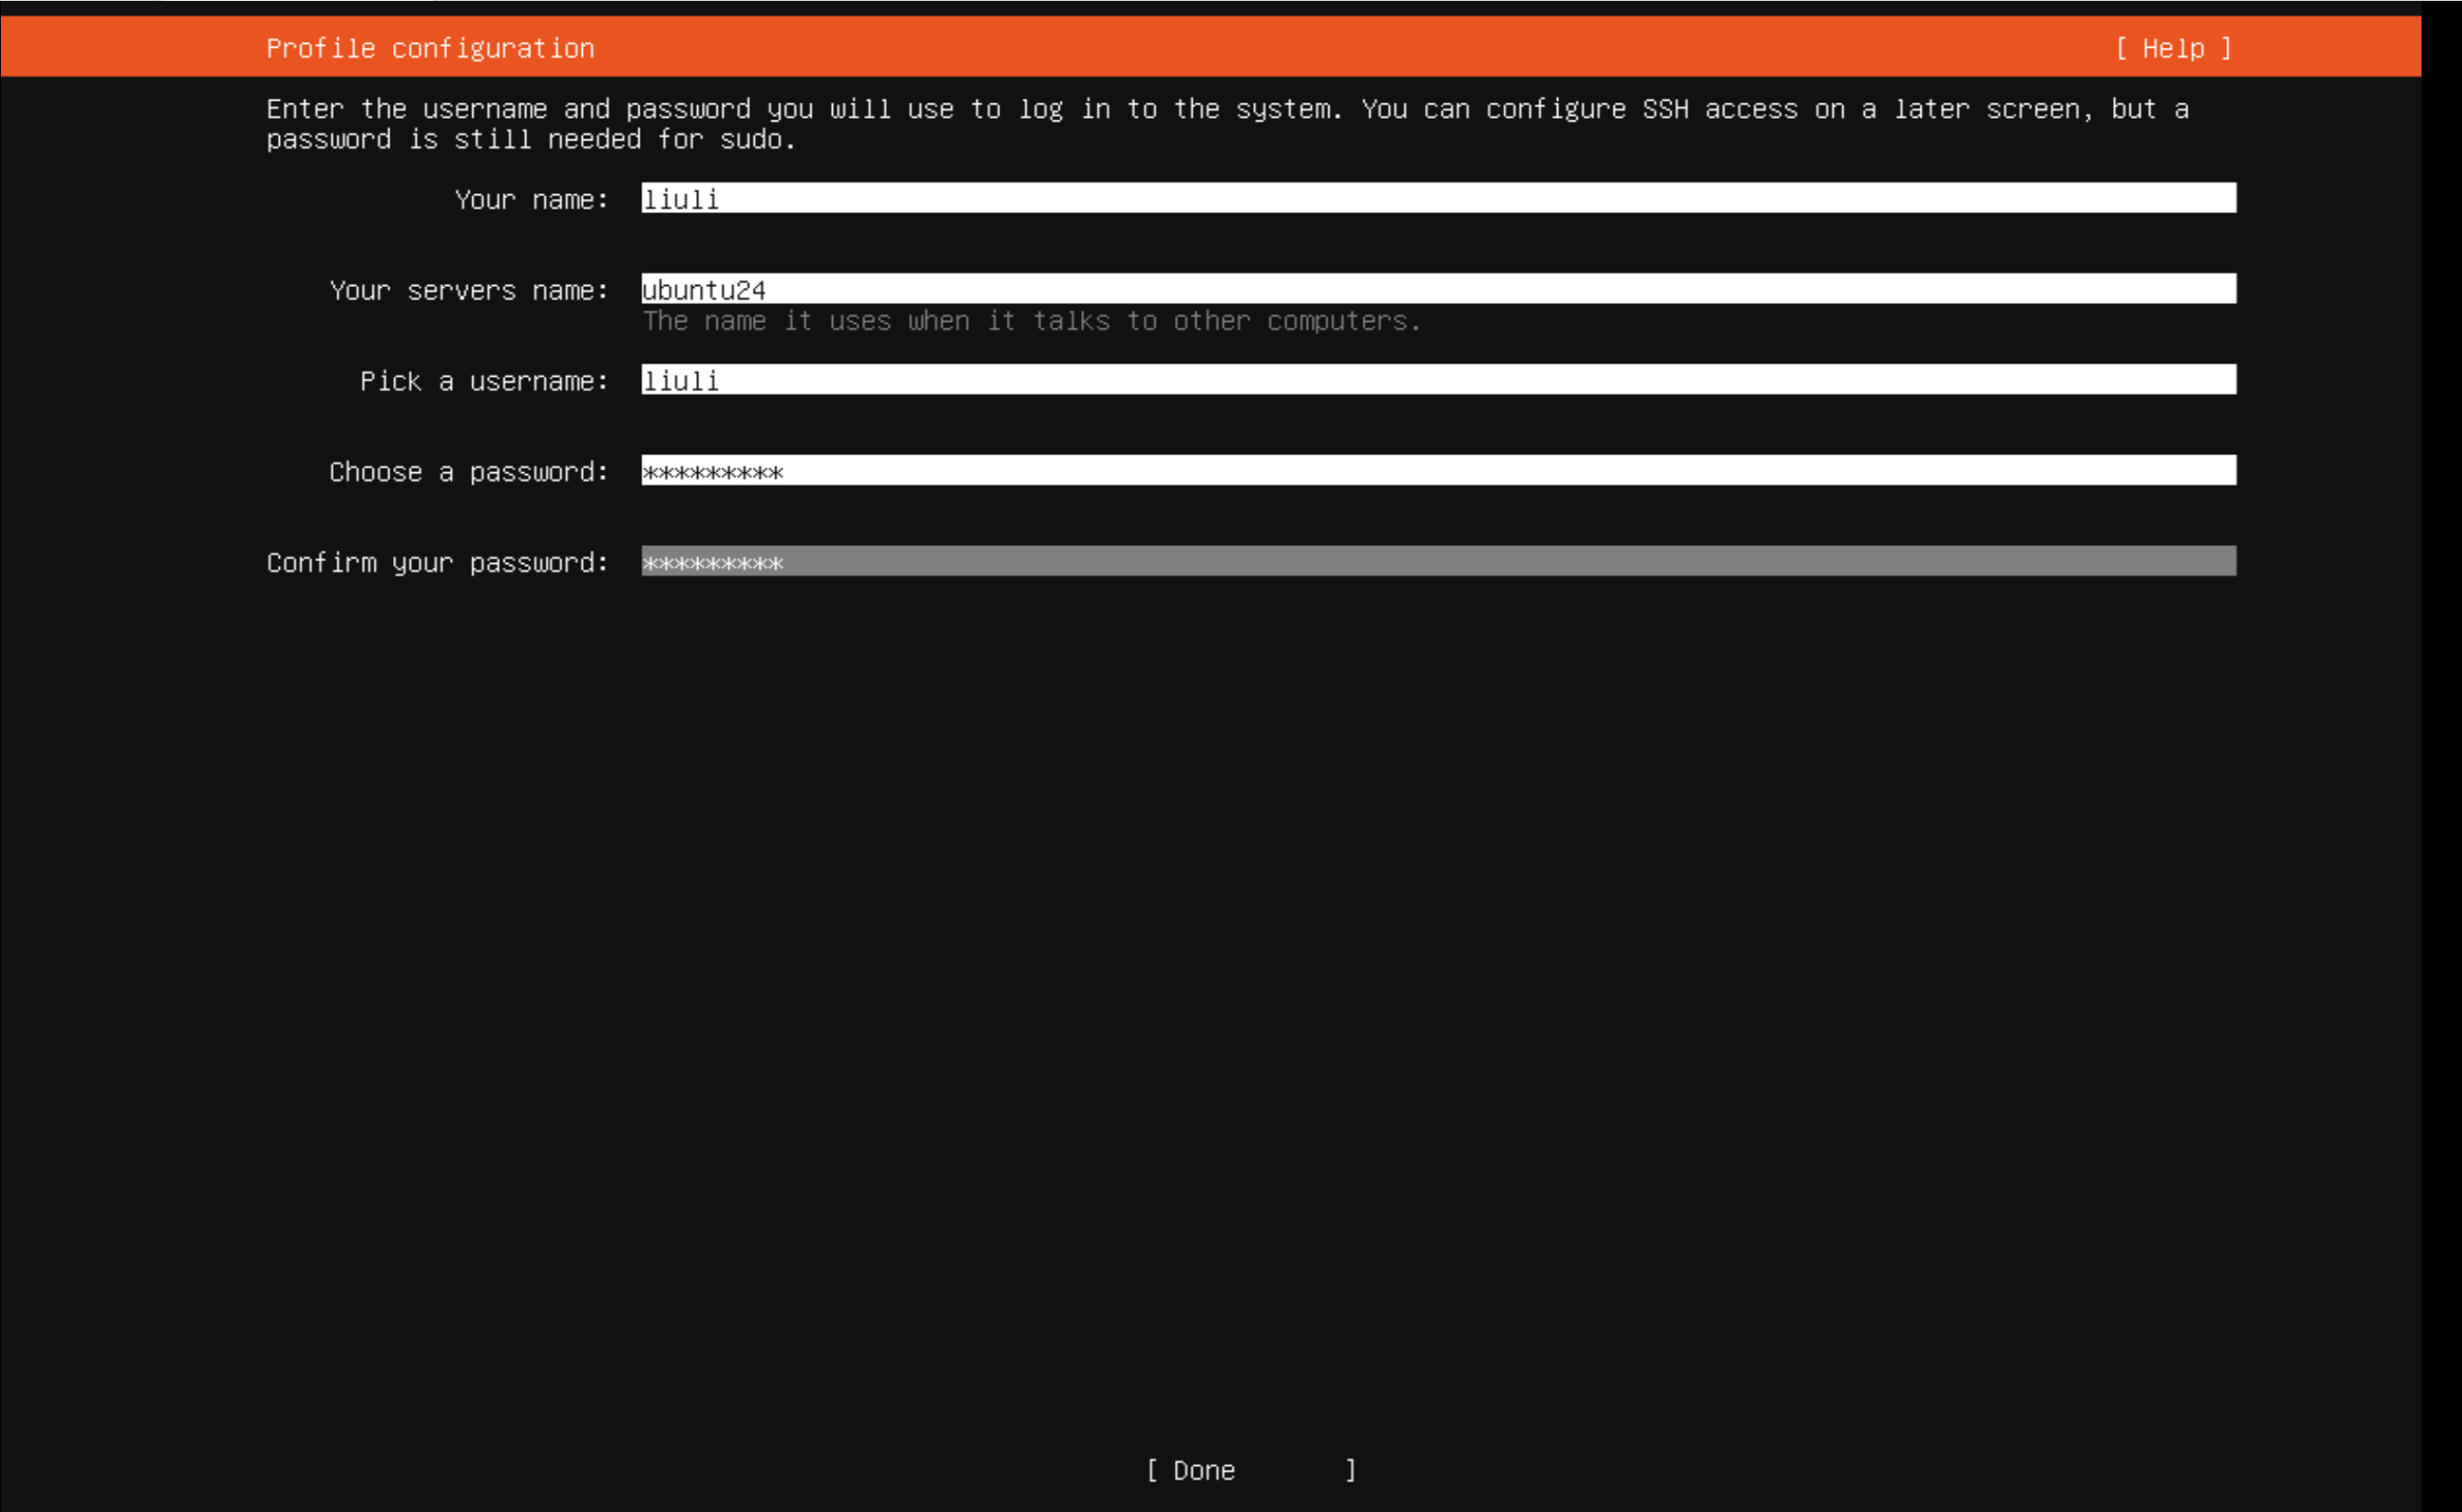 Profile configuration [ Help ]
Enter the username and password you will use to log in to the system. You can configure SSH access on a later screen, but a
password is still needed for sudo.
Your name: liuli
Your servers name: ubuntu24
The name it uses when it talks to other computers.
Pick a username: liuli
Choose a password: *********
Confirm your password: *********
[ Done ]